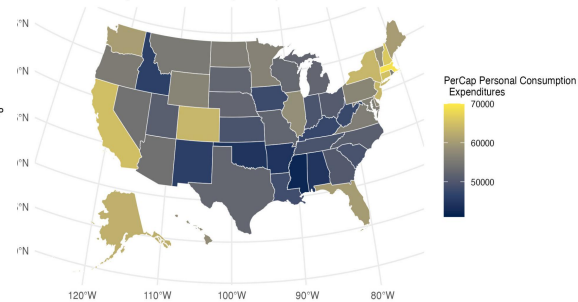 °N
°N
°N
°N
°N
°N
120°W 110°W 100°W 90°W 80°W
PerCap Personal Consumption
Expenditures
70000
60000
50000